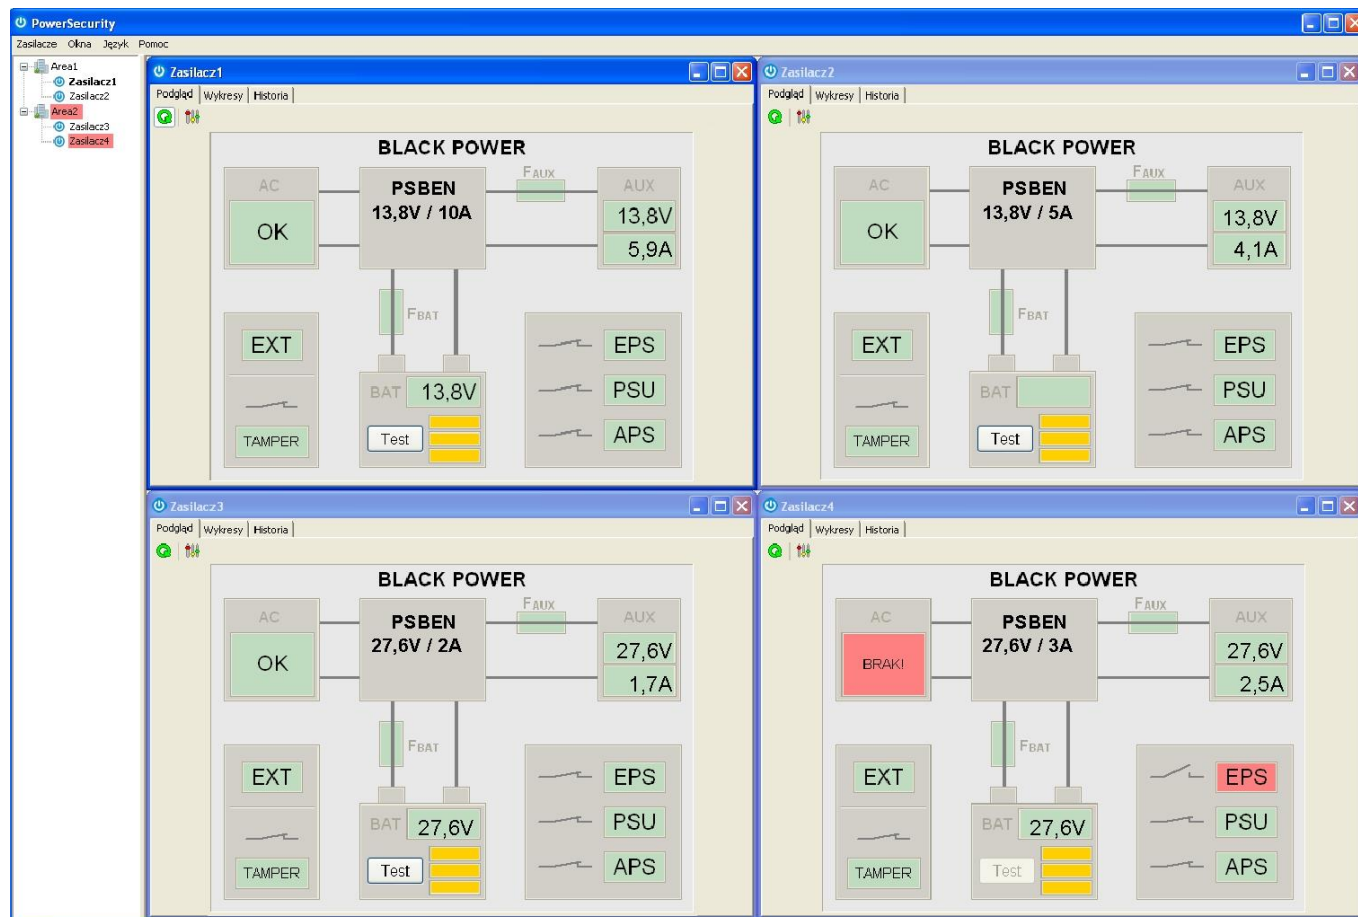 PowerSecurity
Zasilacze Okna Język Pomoc
Area1
Zasilacz1
Zasilacz2
Area2
Zasilacz3
Zasilacz4
Zasilacz1
Podgląd Wykresy Historia
BLACK POWER
AC
OK
PSBEN
13,8V / 10A
FAUX
AUX
13,8V
5,9A
FBAT
EXT
TAMPER
BAT 13,8V
Test
EPS
PSU
APS
Zasilacz2
Podgląd Wykresy Historia
BLACK POWER
AC
OK
PSBEN
13,8V / 5A
FAUX
AUX
13,8V
4,1A
FBAT
EXT
TAMPER
BAT
Test
EPS
PSU
APS
Zasilacz3
Podgląd Wykresy Historia
BLACK POWER
AC
OK
PSBEN
27,6V / 2A
FAUX
AUX
27,6V
1,7A
FBAT
EXT
TAMPER
BAT 27,6V
Test
EPS
PSU
APS
Zasilacz4
Podgląd Wykresy Historia
BLACK POWER
AC
BRAK!
PSBEN
27,6V / 3A
FAUX
AUX
27,6V
2,5A
FBAT
EXT
TAMPER
BAT 27,6V
Test
EPS
PSU
APS